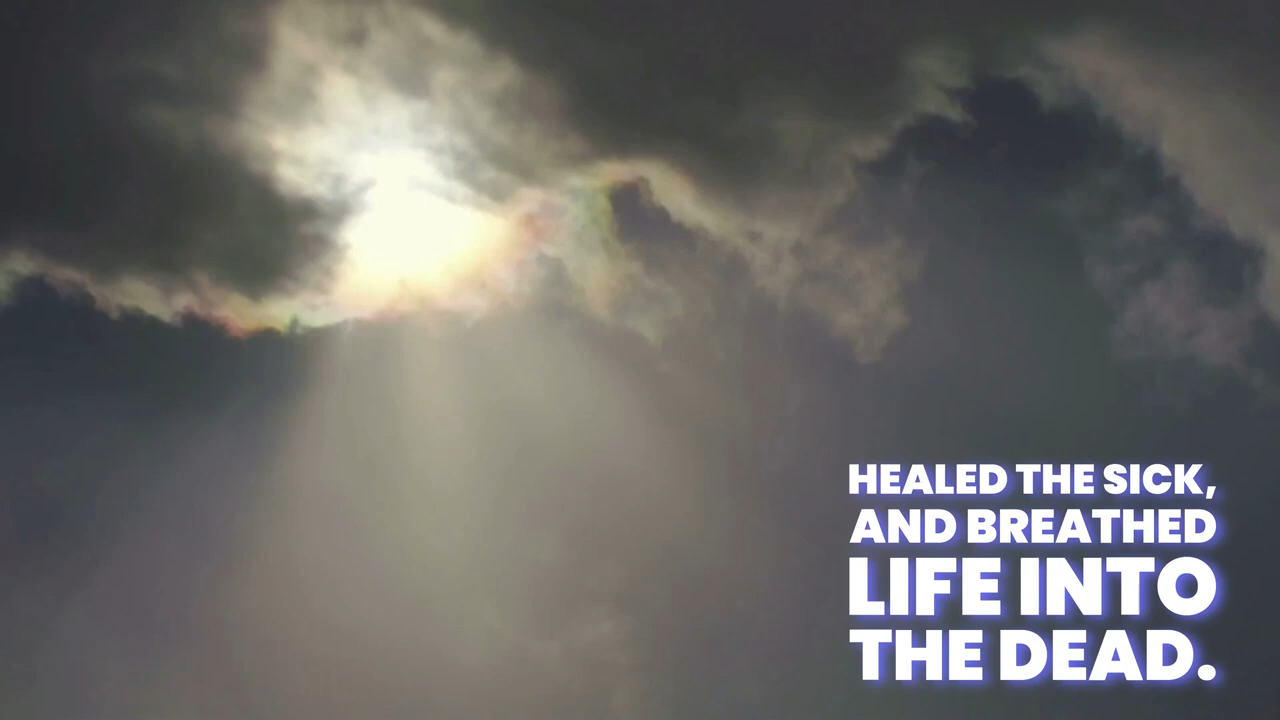 HEALED THE SICK,
AND BREATHED
LIFE INTO
THE DEAD.